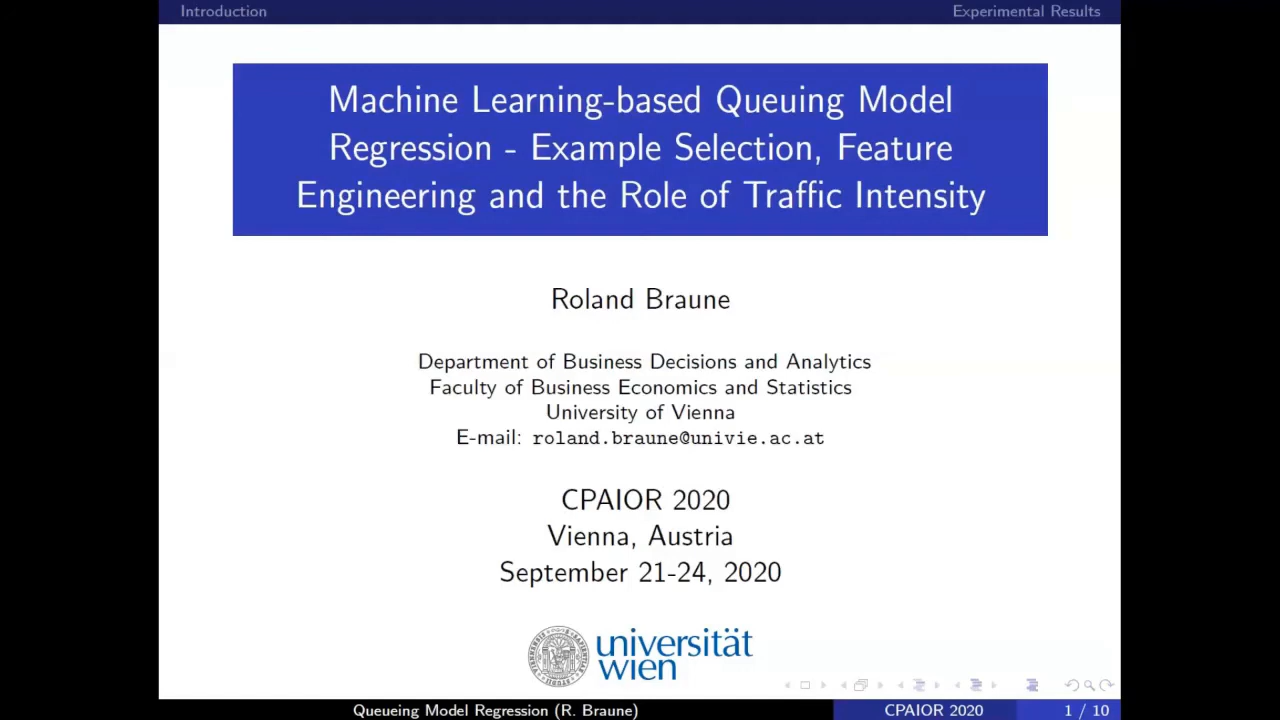 Introduction
Experimental Results
Machine Learning-based Queuing Model
Regression - Example Selection, Feature
Engineering and the Role of Traffic Intensity
Roland Braune
Department of Business Decisions and Analytics
Faculty of Business Economics and Statistics
University of Vienna
E-mail: roland.braune@univie.ac.at
CPAIOR 2020
Vienna, Austria
September 21-24, 2020
universität
wien
Queueing Model Regression (R. Braune)
CPAIOR 2020
1 / 10